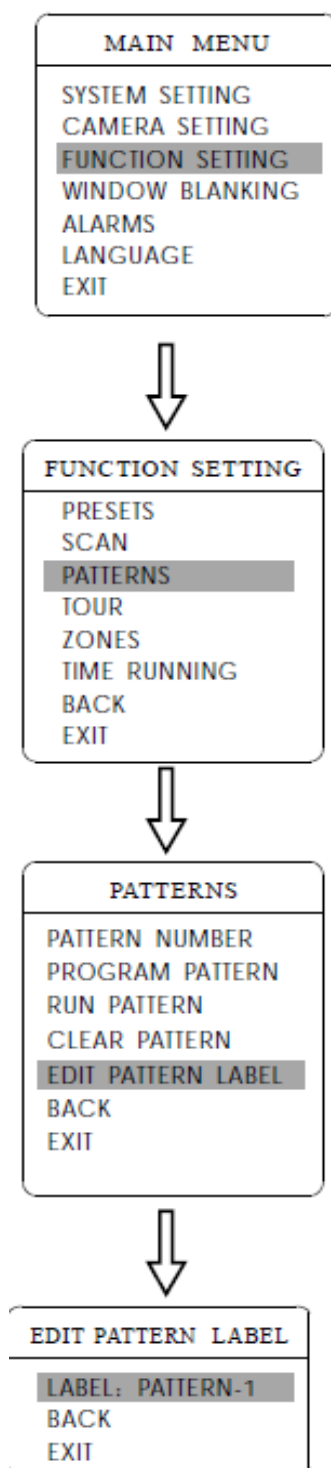 MAIN MENU
SYSTEM SETTING
CAMERA SETTING
FUNCTION SETTING
WINDOW BLANKING
ALARMS
LANGUAGE
EXIT
FUNCTION SETTING
PRESETS
SCAN
PATTERNS
TOUR
ZONES
TIME RUNNING
BACK
EXIT
PATTERNS
PATTERN NUMBER
PROGRAM PATTERN
RUN PATTERN
CLEAR PATTERN
EDIT PATTERN LABEL
BACK
EXIT
EDIT PATTERN LABEL
LABEL: PATTERN-1
BACK
EXIT